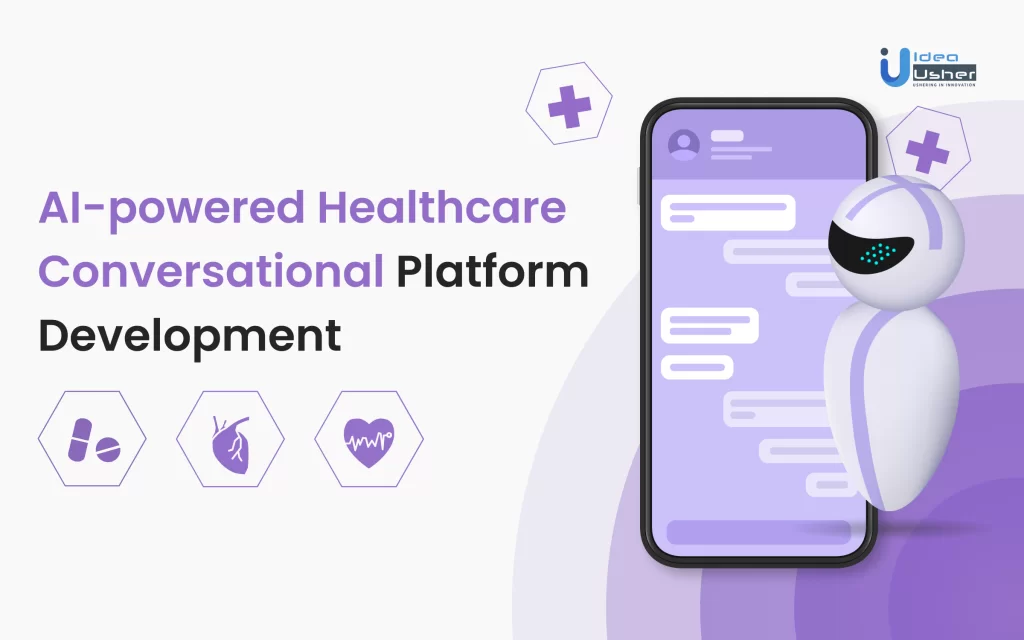 Idea
Usher
USHERING IN INNOVATION
AI-powered Healthcare
Conversational Platform
Development